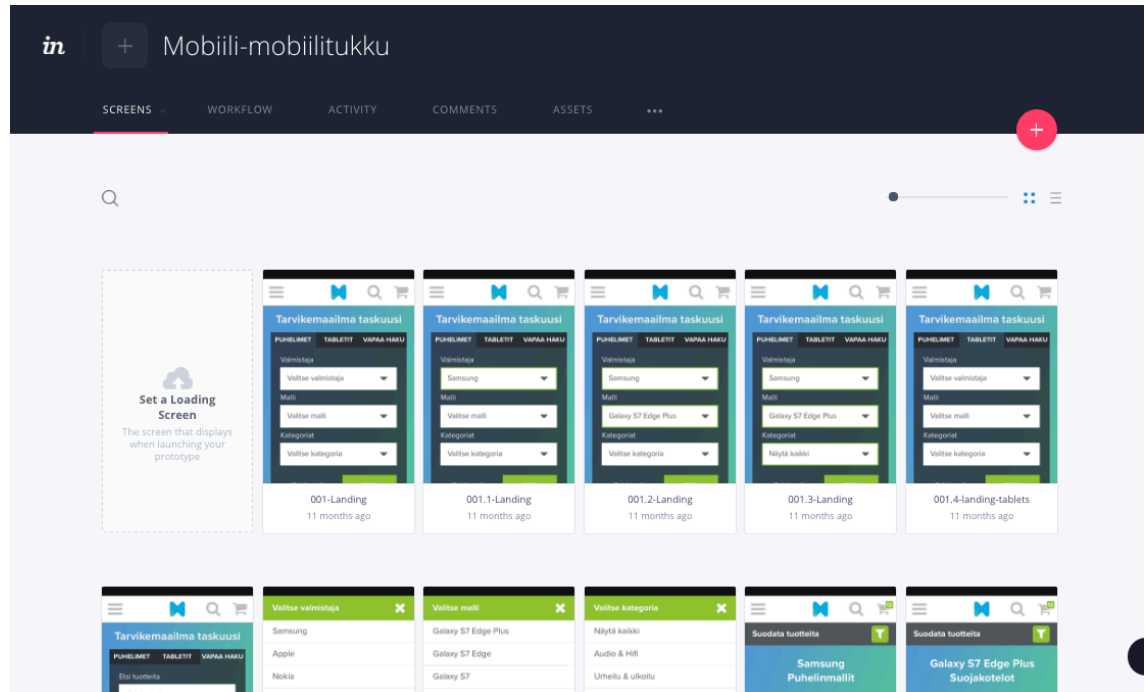 in
+ Mobiili-mobiilitukku
SCREENS WORKFLOW ACTIVITY COMMENTS ASSETS •••
+
Set a Loading
Screen
The screen that displays
when launching your
prototype
Tarvikemaailma taskuusi
PUHELIMET TABLETIT VAPAA HAKU
Valmistaja
Valitse valmistaja
Malli
Valitse malli
Kategoriat
Valitse kategoria
001-Landing
11 months ago
Tarvikemaailma taskuusi
PUHELIMET TABLETIT VAPAA HAKU
Valmistaja
Samsung
Malli
Valitse malli
Kategoriat
Valitse kategoria
001.1-Landing
11 months ago
Tarvikemaailma taskuusi
PUHELIMET TABLETIT VAPAA HAKU
Valmistaja
Samsung
Malli
Galaxy S7 Edge Plus
Kategoriat
Valitse kategoria
001.2-Landing
11 months ago
Tarvikemaailma taskuusi
PUHELIMET TABLETIT VAPAA HAKU
Valmistaja
Samsung
Malli
Galaxy S7 Edge Plus
Kategoriat
Näytä kaikki
001.3-Landing
11 months ago
Tarvikemaailma taskuusi
PUHELIMET TABLETIT VAPAA HAKU
Valmistaja
Valitse valmistaja
Malli
Valitse malli
Kategoriat
Valitse kategoria
001.4-landing-tablets
11 months ago
Tarvikemaailma taskuusi
PUHELIMET TABLETIT VAPAA HAKU
Etsi tuotteita
Valitse valmistaja
Samsung
Apple
Nokia
Valitse malli
Galaxy S7 Edge Plus
Galaxy S7 Edge
Galaxy S7
Valitse kategoria
Näytä kaikki
Audio & Hifi
Urheilu & ulkoilu
Suodata tuotteita
Samsung
Puhelinmallit
Suodata tuotteita
Galaxy S7 Edge Plus
Suojakotelot